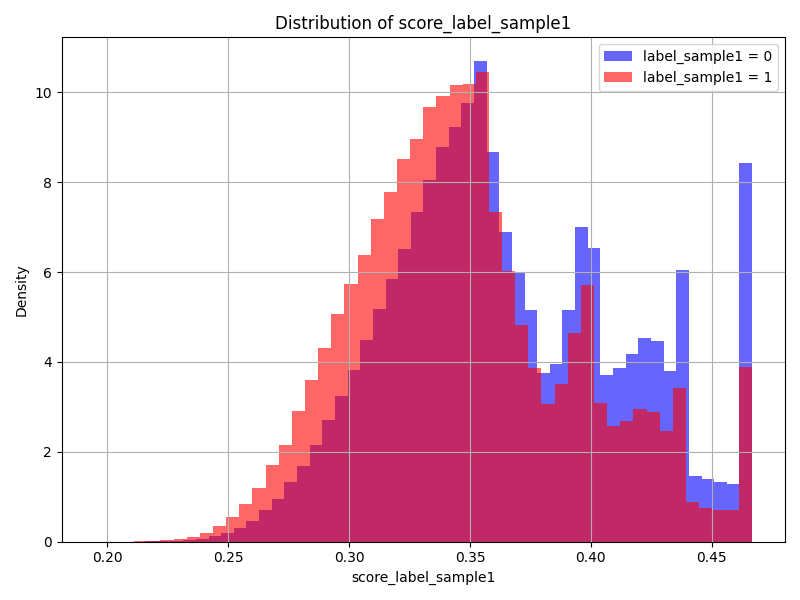 Distribution of score_label_sample1
label_sample1 = 0
label_sample1 = 1
Density
10
8
6
4
2
0
0.20 0.25 0.30 0.35 0.40 0.45
score_label_sample1